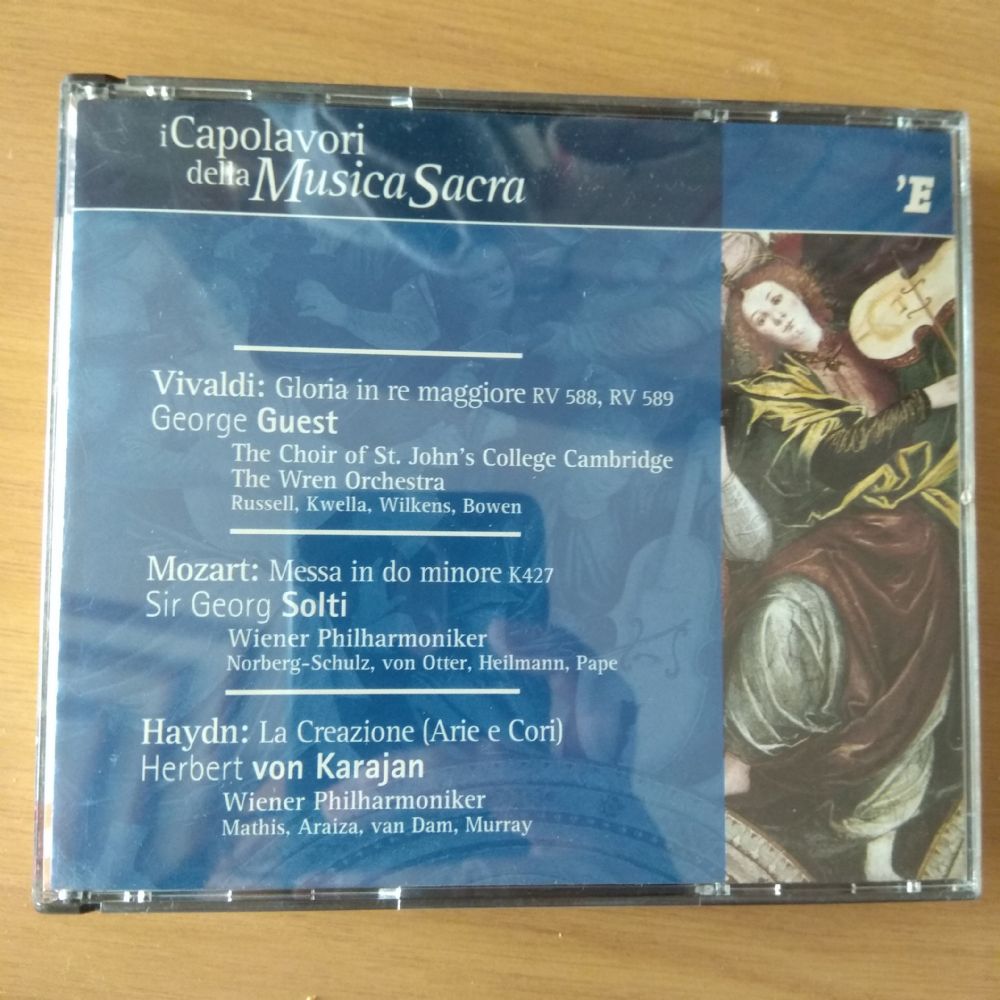 i Capolavori
della Musica Sacra
'E
Vivaldi: Gloria in re maggiore RV 588, RV 589
George Guest
The Choir of St. John's College Cambridge
The Wren Orchestra
Russell, Kwella, Wilkens, Bowen
Mozart: Messa in do minore K427
Sir Georg Solti
Wiener Philharmoniker
Norberg-Schulz, von Otter, Heilmann, Pape
Haydn: La Creazione (Arie e Cori)
Herbert von Karajan
Wiener Philharmoniker
Mathis, Araiza, van Dam, Murray